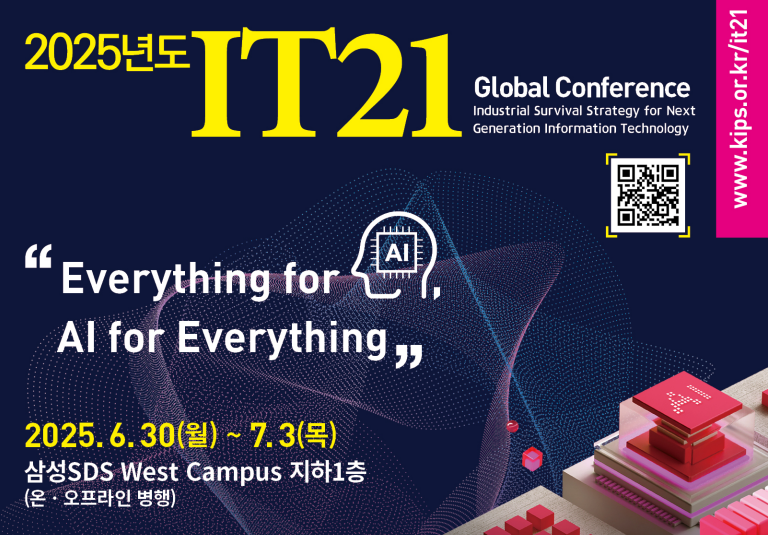 2025년도 IT21
Global Conference
Industrial Survival Strategy for Next
Generation Information Technology
www.kips.or.kr/it21
“Everything for AI,
AI for Everything”
2025. 6. 30(월) ~ 7. 3(목)
삼성SDS West Campus 지하1층
(온 · 오프라인 병행)